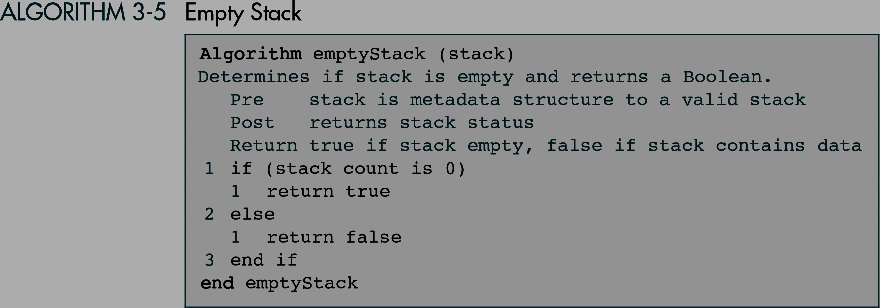 ALGORITHM 3-5 Empty Stack
Algorithm emptyStack (stack)
Determines if stack is empty and returns a Boolean.
Pre stack is metadata structure to a valid stack
Post returns stack status
Return true if stack empty, false if stack contains data
1 if (stack count is 0)
1 return true
2 else
1 return false
3 end if
end emptyStack